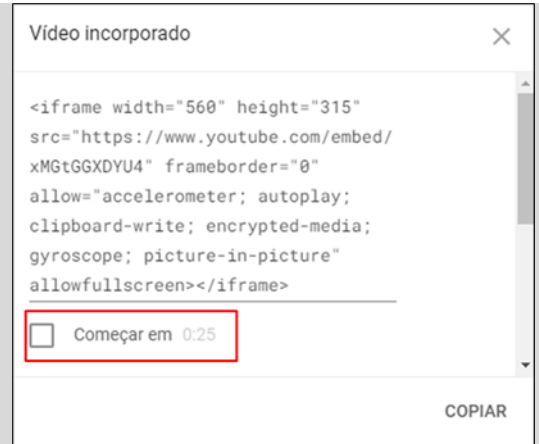 Vídeo incorporado
<iframe width="560" height="315"
src="https://www.youtube.com/embed/
xMGtGGXDYU4" frameborder="0"
allow="accelerometer; autoplay;
clipboard-write; encrypted-media;
gyroscope; picture-in-picture"
allowfullscreen></iframe>
Começar em 0:25
COPIAR